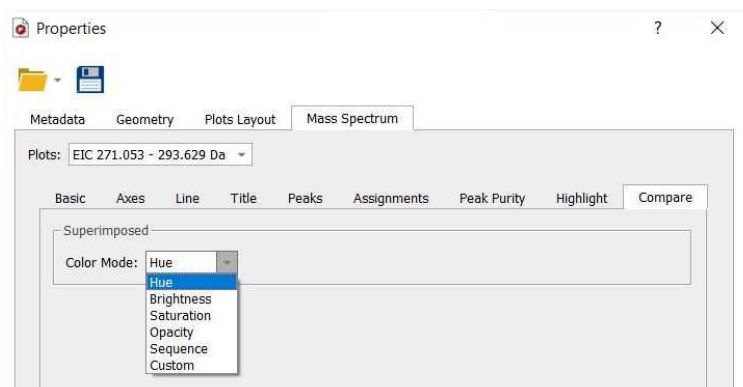 Properties ? X
Metadata Geometry Plots Layout Mass Spectrum
Plots: EIC 271.053 - 293.629 Da
Basic Axes Line Title Peaks Assignments Peak Purity Highlight Compare
Superimposed
Color Mode: Hue
Hue
Brightness
Saturation
Opacity
Sequence
Custom